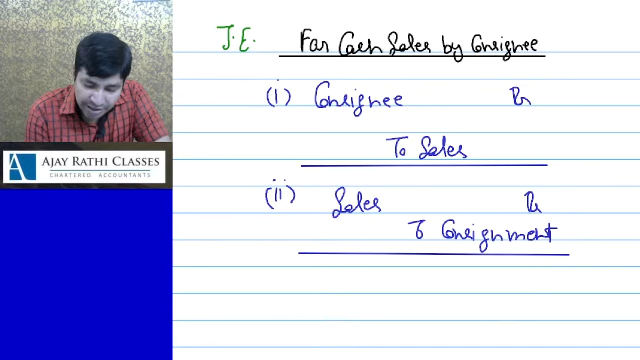 J.E. For Cash Sales by Consignee
(i) Consignee Dr
To Sales
(ii) Sales Dr
To Consignment
A
AJAY RATHI CLASSES
CHARTERED ACCOUNTANTS